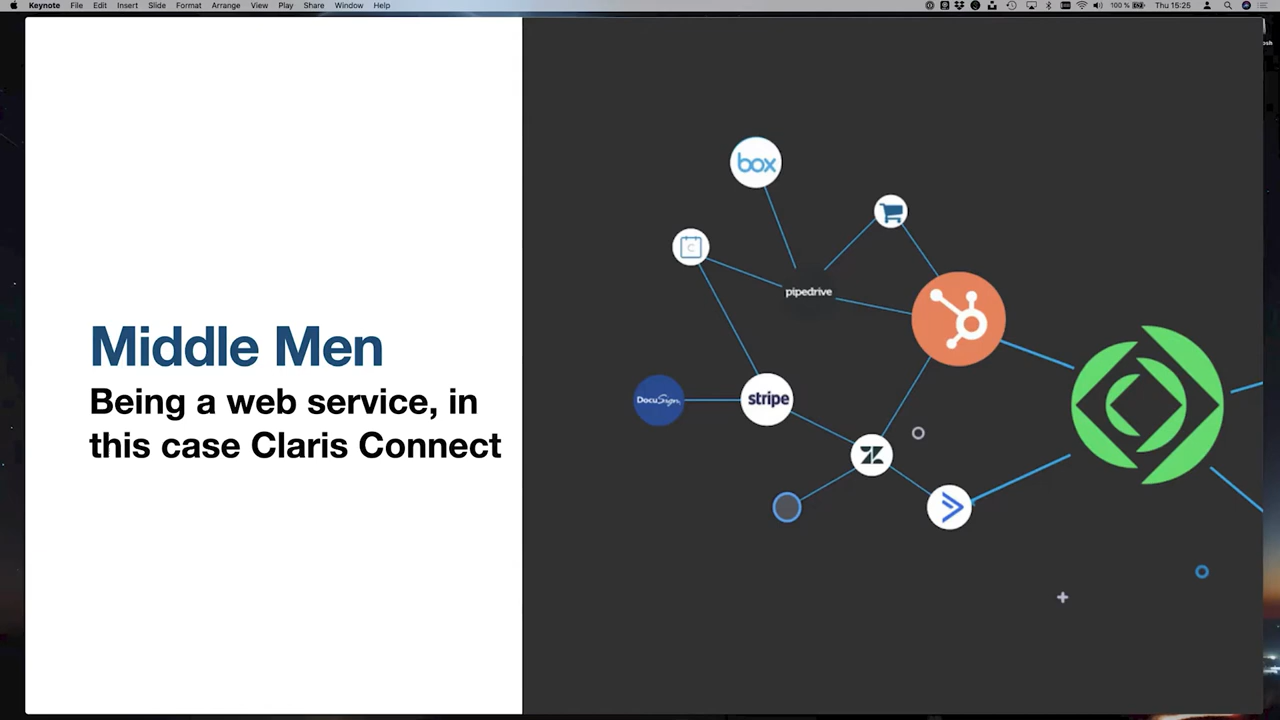 Keynote File Edit Insert Slide Format Arrange View Play Share Window Help
100 % Thu 15:25
box
C
pipedrive
DocuSign
stripe
Middle Men
Being a web service, in
this case Claris Connect